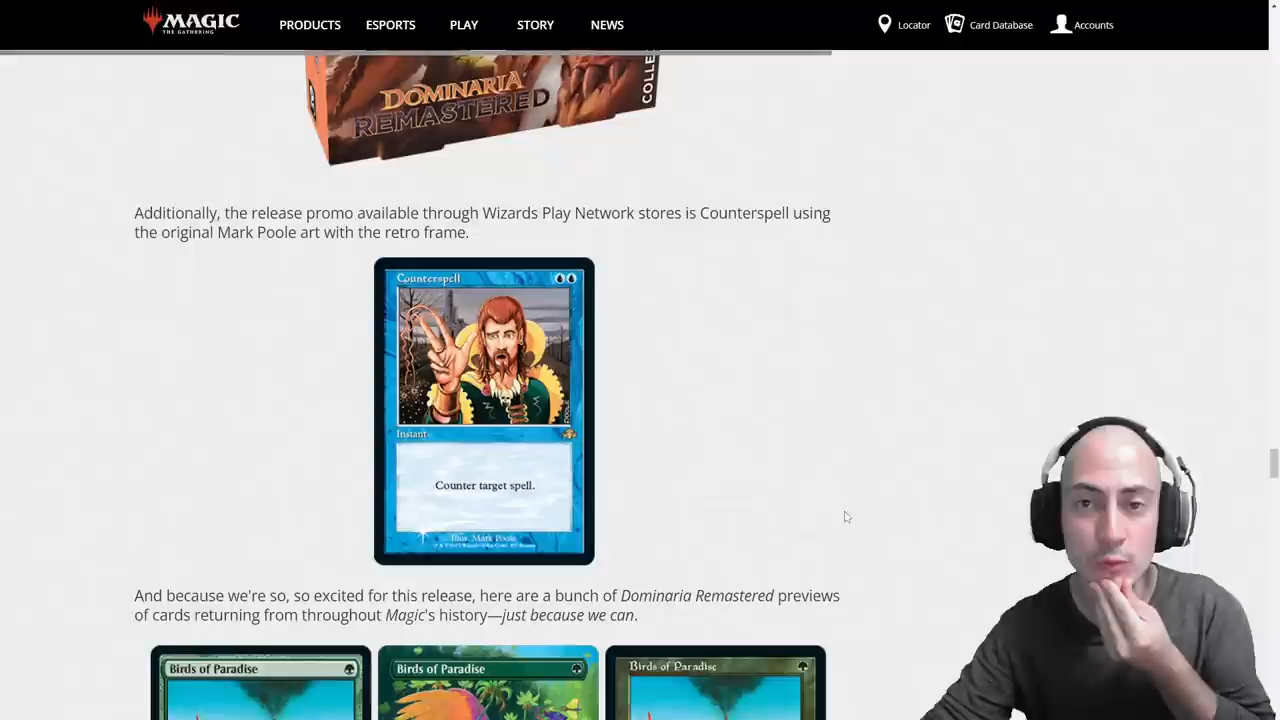 MAGIC
THE GATHERING
PRODUCTS
ESPORTS
PLAY
STORY
NEWS
Locator
Card Database
Accounts
DOMINARIA
REMASTERED
Additionally, the release promo available through Wizards Play Network stores is Counterspell using
the original Mark Poole art with the retro frame.
Counterspell
POOLE
Instant
Counter target spell.
Illus. Mark Poole
And because we're so, so excited for this release, here are a bunch of Dominaria Remastered previews
of cards returning from throughout Magic's history—just because we can.
Birds of Paradise
Birds of Paradise
Birds of Paradise